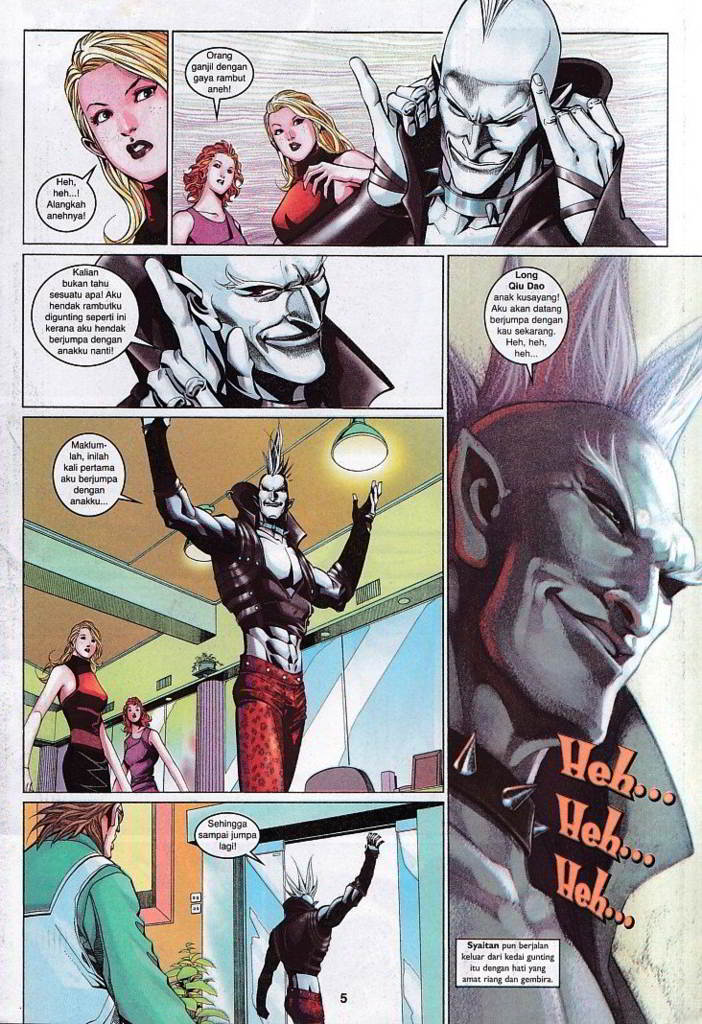 Heh,
heh...!
Alangkah
anehnya!
Orang
ganjil dengan
gaya rambut
aneh!
Kalian
bukan tahu
sesuatu apa! Aku
hendak rambutku
digunting seperti ini
kerana aku hendak
berjumpa dengan
anakku nanti!
Maklum-
lah, inilah
kali pertama
aku berjumpa
dengan
anakku...
Long
Qiu Dao
anak kusayang!
Aku akan datang
berjumpa dengan
kau sekarang.
Heh, heh,
heh...
Heh...
Heh...
Heh...
Sehingga
sampai jumpa
lagi!
Syaitan pun berjalan
keluar dari kedai gunting
itu dengan hati yang
amat riang dan gembira.
5